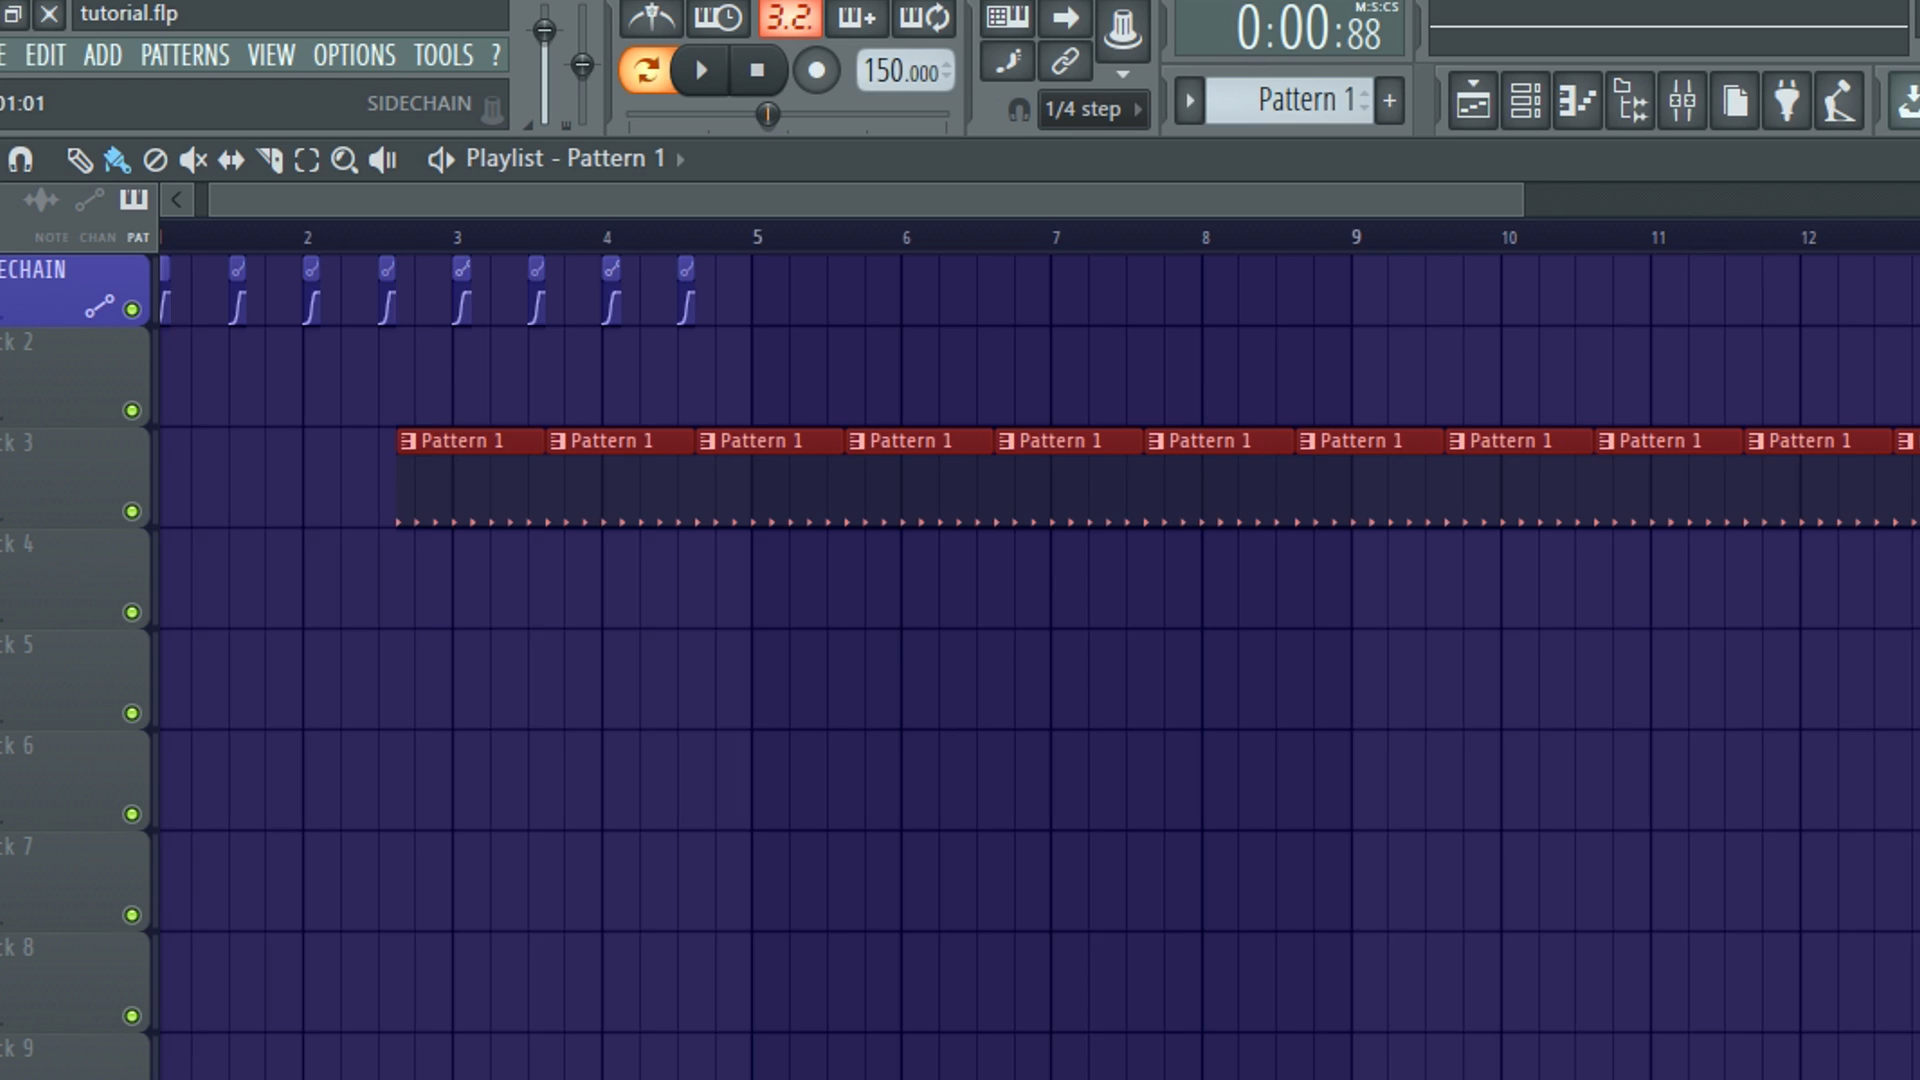 tutorial.flp
3.2.
M:S:CS
0:00:88
E EDIT ADD PATTERNS VIEW OPTIONS TOOLS ?
150.000
01:01 SIDECHAIN
1/4 step
Pattern 1 +
Playlist - Pattern 1
NOTE CHAN PAT
2 3 4 5 6 7 8 9 10 11 12
ECHAIN
ck 2
Pattern 1 Pattern 1 Pattern 1 Pattern 1 Pattern 1 Pattern 1 Pattern 1 Pattern 1 Pattern 1 Pattern 1
ck 3
ck 4
ck 5
ck 6
ck 7
ck 8
ck 9